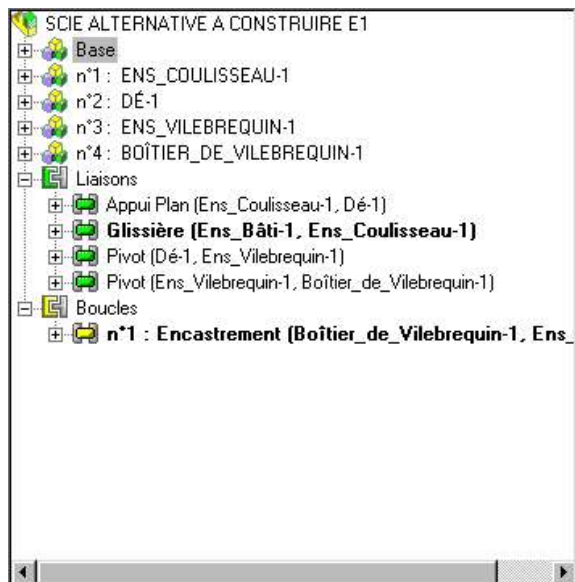 SCIE ALTERNATIVE A CONSTRUIRE E1
Base
n°1 : ENS_COULISSEAU-1
n°2 : DÉ-1
n°3 : ENS_VILEBREQUIN-1
n°4 : BOÎTIER_DE_VILEBREQUIN-1
Liaisons
Appui Plan (Ens_Coulisseau-1, Dé-1)
Glissière (Ens_Bâti-1, Ens_Coulisseau-1)
Pivot (Dé-1, Ens_Vilebrequin-1)
Pivot (Ens_Vilebrequin-1, Boîtier_de_Vilebrequin-1)
Boucles
n°1 : Encastrement (Boîtier_de_Vilebrequin-1, Ens_